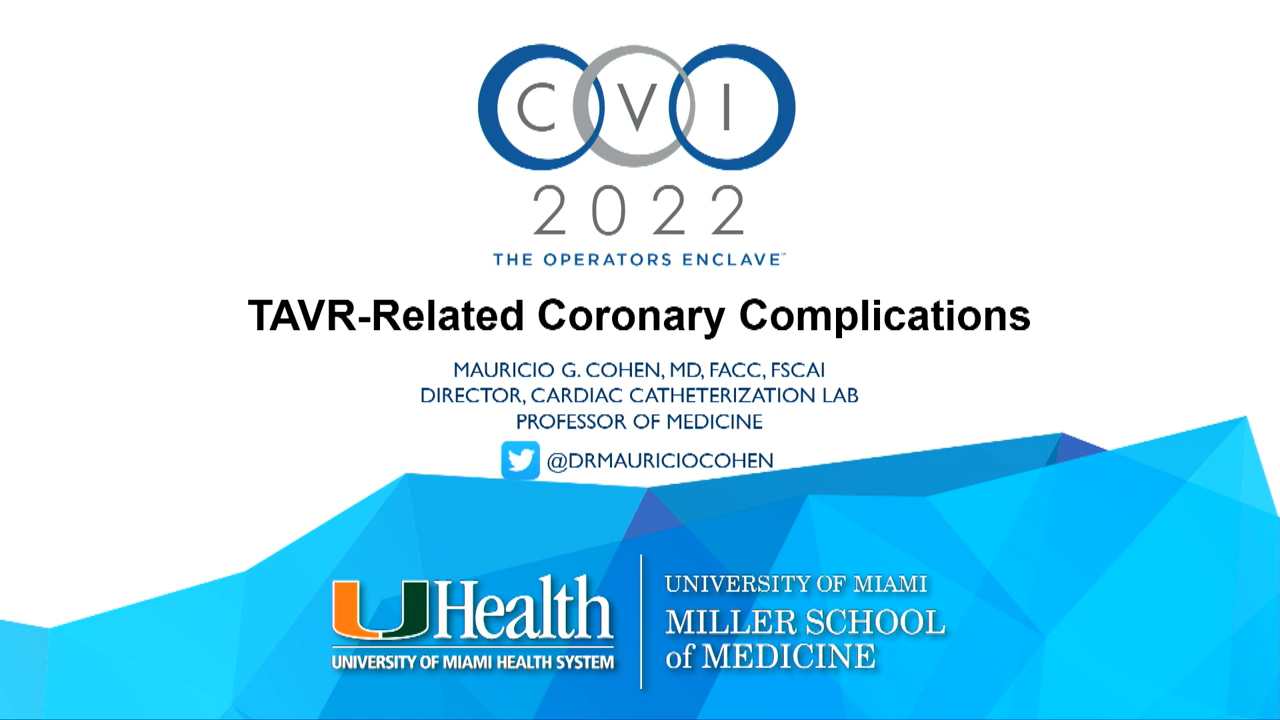 C V I
2022
THE OPERATORS ENCLAVE™
TAVR-Related Coronary Complications
MAURICIO G. COHEN, MD, FACC, FSCAI
DIRECTOR, CARDIAC CATHETERIZATION LAB
PROFESSOR OF MEDICINE
@DRMAURICIOCOHEN
UHealth
UNIVERSITY OF MIAMI HEALTH SYSTEM
UNIVERSITY OF MIAMI
MILLER SCHOOL
of MEDICINE